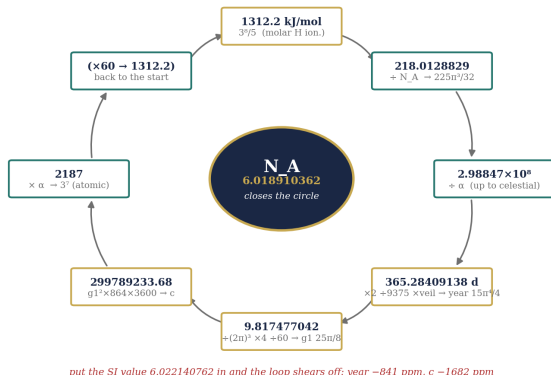 1312.2 kJ/mol
3⁸/5 (molar H ion.)
218.0128829
÷ N_A → 225π³/32
2.98847×10⁸
÷ α (up to celestial)
365.28409138 d
×2 ÷9375 ×veil → year 15π⁴/4
9.817477042
÷(2π)³ ×4 ÷60 → g1 25π/8
299789233.68
g1²×864×3600 → c
2187
× α → 3⁷ (atomic)
(×60 → 1312.2)
back to the start
N_A
6.018910362
closes the circle
put the SI value 6.022140762 in and the loop shears off: year −841 ppm, c −1682 ppm